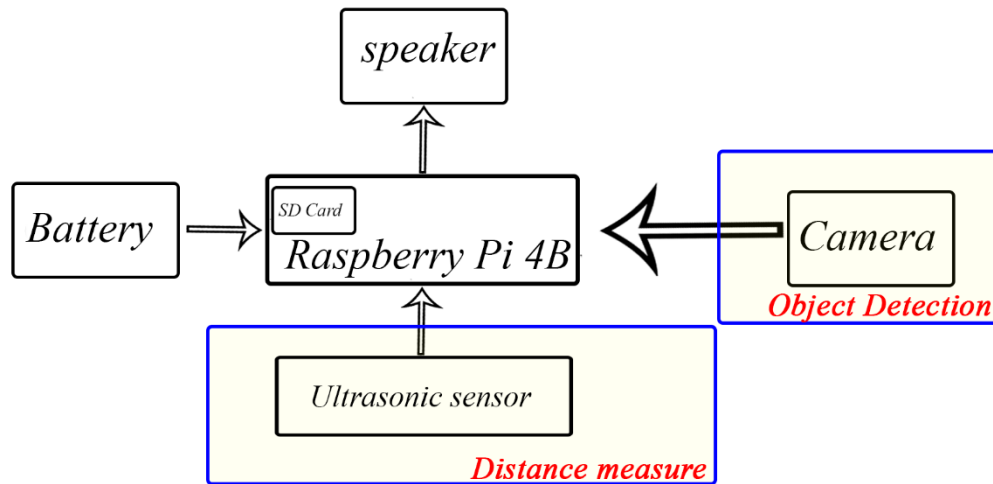 speaker
Battery
SD Card
Raspberry Pi 4B
Camera
Object Detection
Ultrasonic sensor
Distance measure